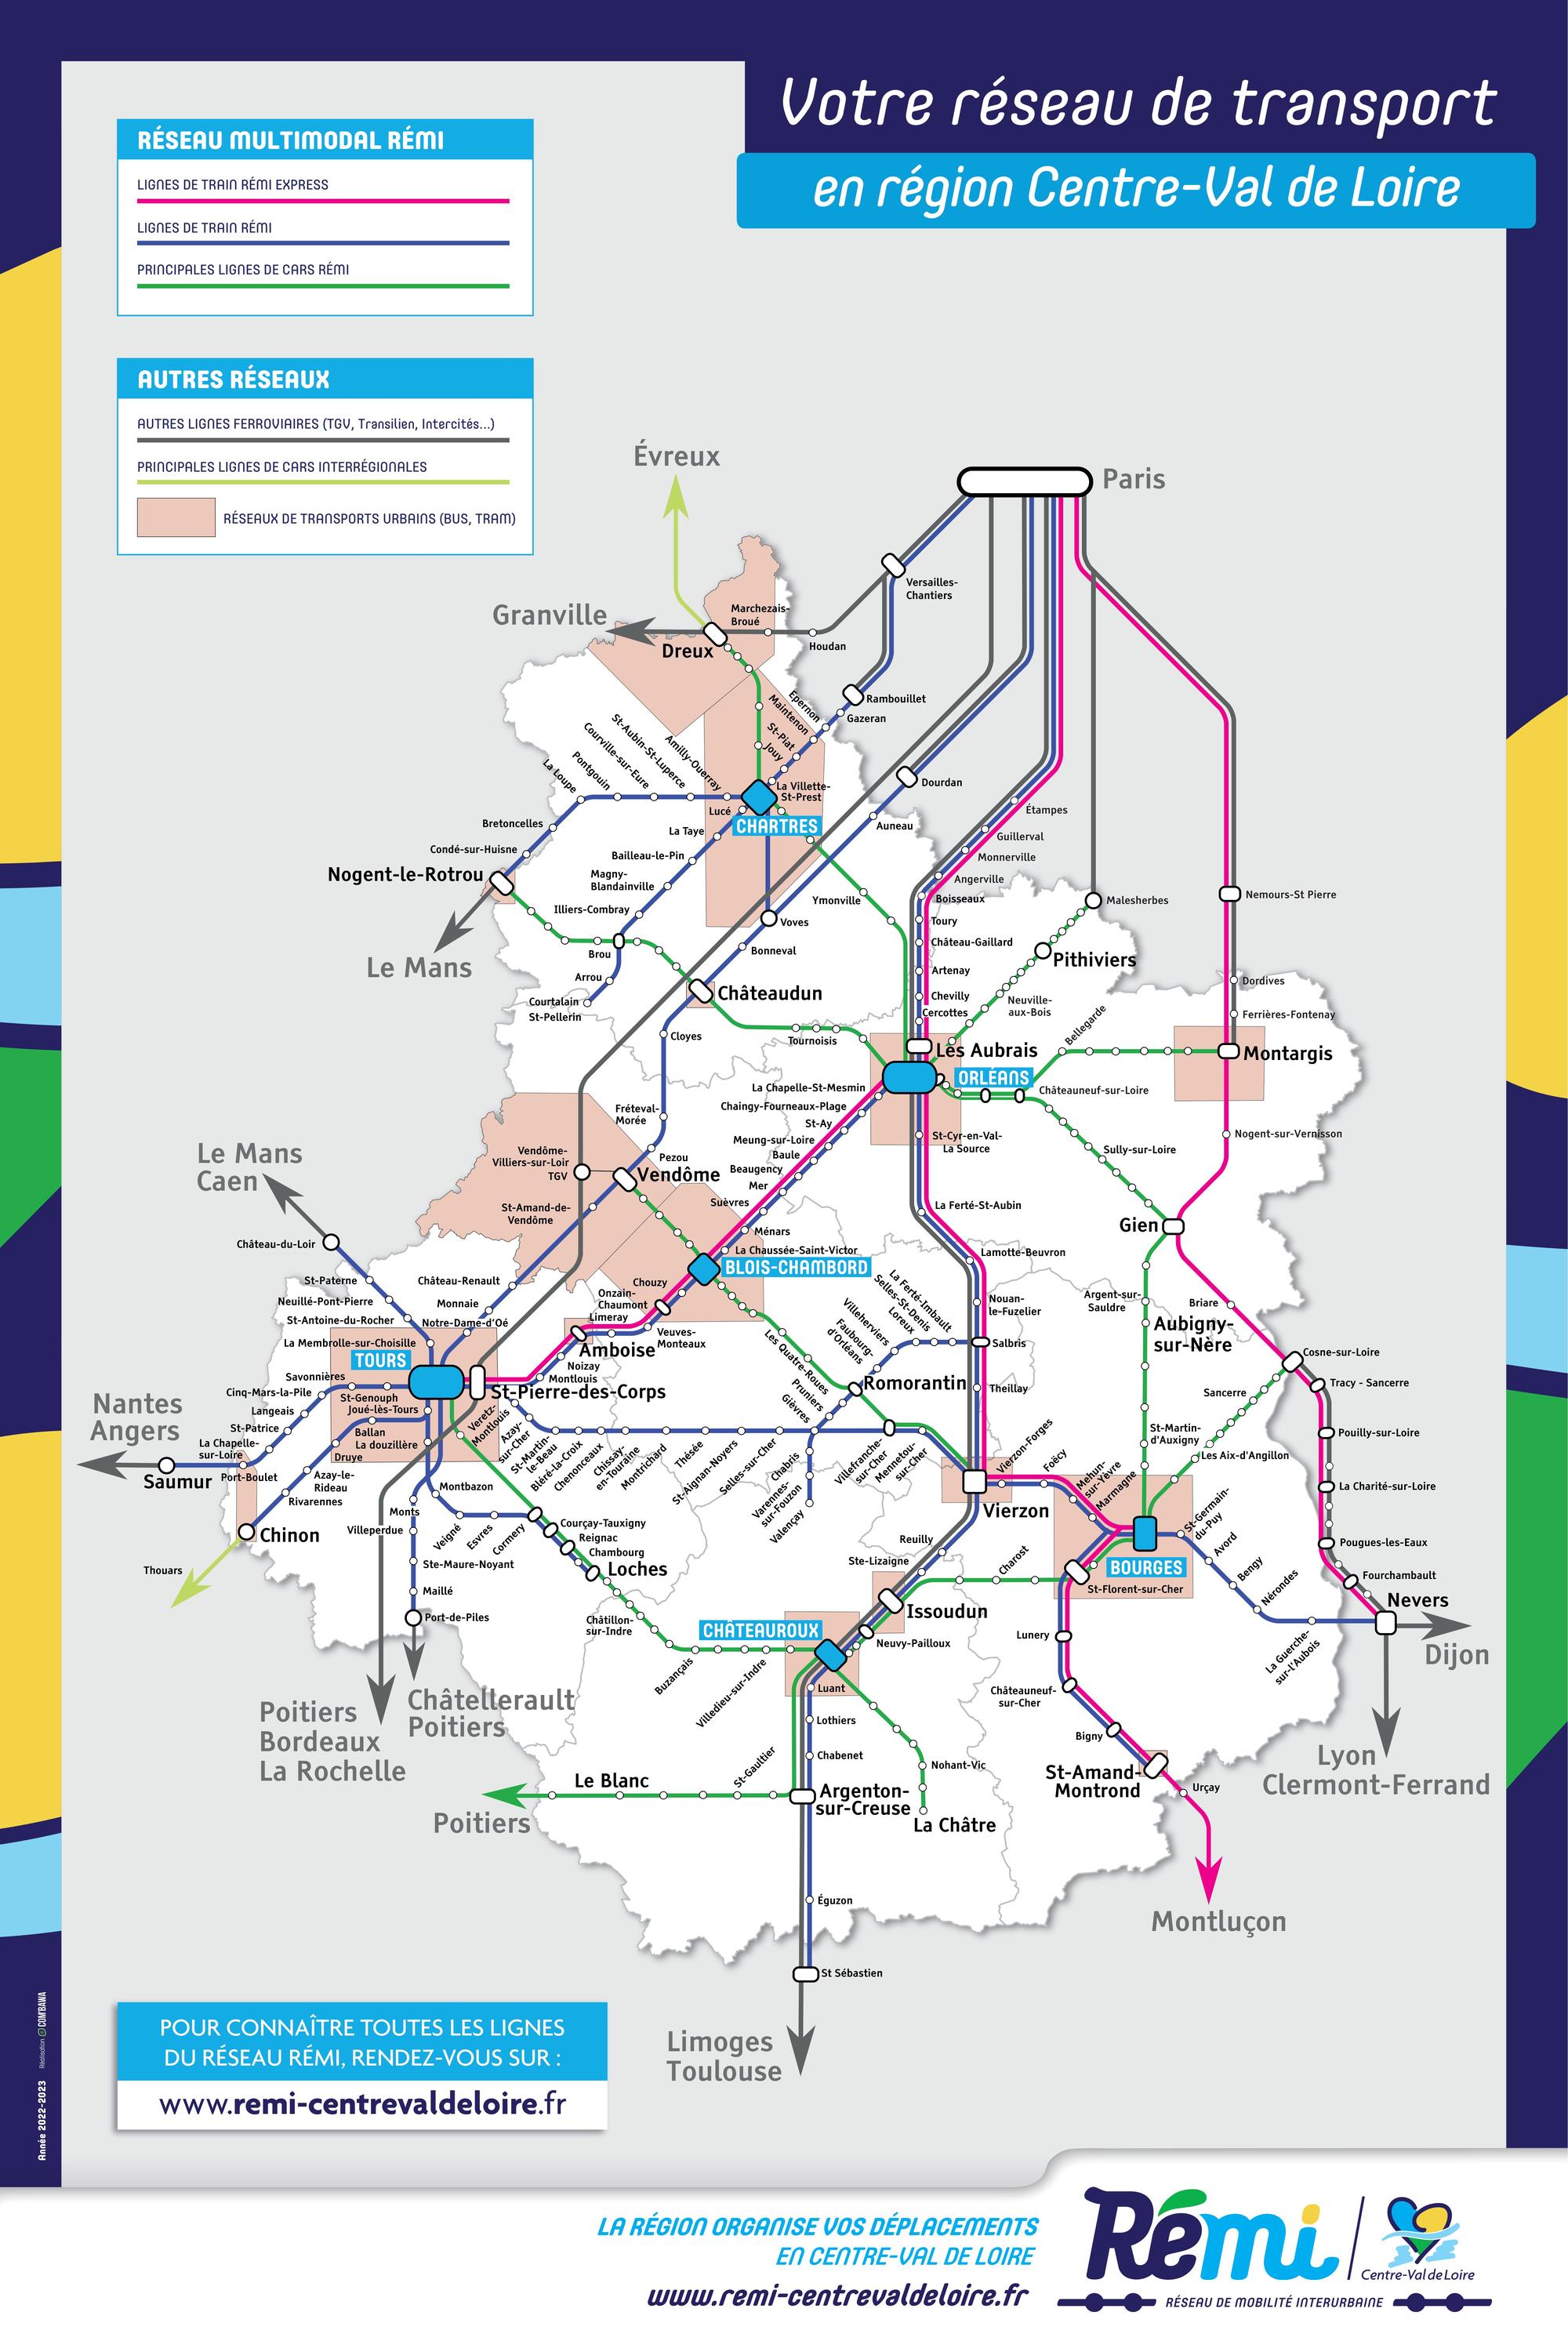 Votre réseau de transport
en région Centre-Val de Loire
RÉSEAU MULTIMODAL RÉMI
LIGNES DE TRAIN RÉMI EXPRESS
LIGNES DE TRAIN RÉMI
PRINCIPALES LIGNES DE CARS RÉMI
AUTRES RÉSEAUX
AUTRES LIGNES FERROVIAIRES (TGV, Transilien, Intercités...)
PRINCIPALES LIGNES DE CARS INTERRÉGIONALES
RÉSEAUX DE TRANSPORTS URBAINS (BUS, TRAM)
Évreux
Paris
Versailles-
Chantiers
Granville
Marchezais-
Broué
Dreux
Houdan
Rambouillet
Gazeran
Epernon
Maintenon
St-Piat
Jouy
La Villette-
St-Prest
Amilly-Ouerray
St-Aubin-St-Luperce
Courville-sur-Eure
Pontgouin
La Loupe
Lucé
CHARTRES
Dourdan
Auneau
Étampes
Guillerval
Monnerville
Angerville
Boisseaux
Toury
Château-Gaillard
Artenay
Chevilly
Cercottes
Bretoncelles
Condé-sur-Huisne
Nogent-le-Rotrou
Le Mans
La Taye
Bailleau-le-Pin
Magny-
Blandainville
Illiers-Combray
Brou
Arrou
Courtalain
St-Pellerin
Ymonville
Voves
Bonneval
Châteaudun
Cloyes
Tournoisis
Malesherbes
Pithiviers
Neuville-
aux-Bois
Bellegarde
Nemours-St Pierre
Dordives
Ferrières-Fontenay
Montargis
Les Aubrais
ORLÉANS
Châteauneuf-sur-Loire
Nogent-sur-Vernisson
Sully-sur-Loire
Gien
St-Cyr-en-Val-
La Source
La Chapelle-St-Mesmin
Chaingy-Fourneaux-Plage
St-Ay
Meung-sur-Loire
Baule
Beaugency
Mer
Suèvres
Ménars
La Chaussée-Saint-Victor
BLOIS-CHAMBORD
Fréteval-
Morée
Pezou
Vendôme-
Villiers-sur-Loir
TGV
Vendôme
St-Amand-de-
Vendôme
Le Mans
Caen
Château-du-Loir
St-Paterne
Neuillé-Pont-Pierre
St-Antoine-du-Rocher
La Membrolle-sur-Choisille
Château-Renault
Monnaie
Notre-Dame-d'Oé
Chouzy
Onzain-
Chaumont
Limeray
Veuves-
Monteaux
Amboise
Noizay
Montlouis
TOURS
St-Pierre-des-Corps
Savonnières
Cinq-Mars-la-Pile
Langeais
St-Patrice
La Chapelle-
sur-Loire
Port-Boulet
Nantes
Angers
Saumur
St-Genouph
Joué-lès-Tours
Ballan
La douzillère
Druye
Azay-le-
Rideau
Rivarennes
Chinon
Thouars
La Ferté-St-Aubin
Lamotte-Beuvron
Nouan-
le-Fuzelier
Salbris
Theillay
La Ferté-Imbault
Selles-St-Denis
Loreux
Villeherviers
Faubourg-
d'Orléans
Romorantin
Les Quatre-Roues
Pruniers
Gièvres
Veretz-
Montlouis
Azay-
sur-Cher
St-Martin-
le-Beau
Bléré-la-Croix
Chenonceaux
Chissay-
en-Touraine
Montrichard
Thésée
St-Aignan-Noyers
Selles-sur-Cher
Chabris
Varennes-
sur-Fouzon
Valençay
Villefranche-
sur-Cher
Mennetou-
sur-Cher
Vierzon-Forges
Foëcy
Mehun-
sur-Yèvre
Marmagne
Vierzon
Argent-sur-
Sauldre
Aubigny-
sur-Nère
Briare
Cosne-sur-Loire
Tracy - Sancerre
Sancerre
Pouilly-sur-Loire
La Charité-sur-Loire
Pougues-les-Eaux
Fourchambault
Nevers
Dijon
Lyon
Clermont-Ferrand
St-Martin-
d'Auxigny
Les Aix-d'Angillon
St-Germain-
du-Puy
Avord
Bengy
Nérondes
La Guerche-
sur-l'Aubois
BOURGES
St-Florent-sur-Cher
Charost
Lunery
Châteauneuf-
sur-Cher
Bigny
St-Amand-
Montrond
Urçay
Montluçon
Montbazon
Monts
Villeperdue
Ste-Maure-Noyant
Maillé
Port-de-Piles
Veigné
Esvres
Cormery
Courçay-Tauxigny
Reignac
Chambourg
Loches
Châtillon-
sur-Indre
Buzançais
Villedieu-sur-Indre
CHÂTEAUROUX
Reuilly
Ste-Lizaigne
Issoudun
Neuvy-Pailloux
Luant
Lothiers
Chabenet
St-Gaultier
Le Blanc
Poitiers
Argenton-
sur-Creuse
Nohant-Vic
La Châtre
Éguzon
St Sébastien
Limoges
Toulouse
Poitiers
Bordeaux
La Rochelle
Châtellerault
Poitiers
POUR CONNAÎTRE TOUTES LES LIGNES
DU RÉSEAU RÉMI, RENDEZ-VOUS SUR :
www.remi-centrevaldeloire.fr
Année 2022-2023
Réalisation COM'BAWA
LA RÉGION ORGANISE VOS DÉPLACEMENTS
EN CENTRE-VAL DE LOIRE
www.remi-centrevaldeloire.fr
Rémi
Centre-Val de Loire
RÉSEAU DE MOBILITÉ INTERURBAINE